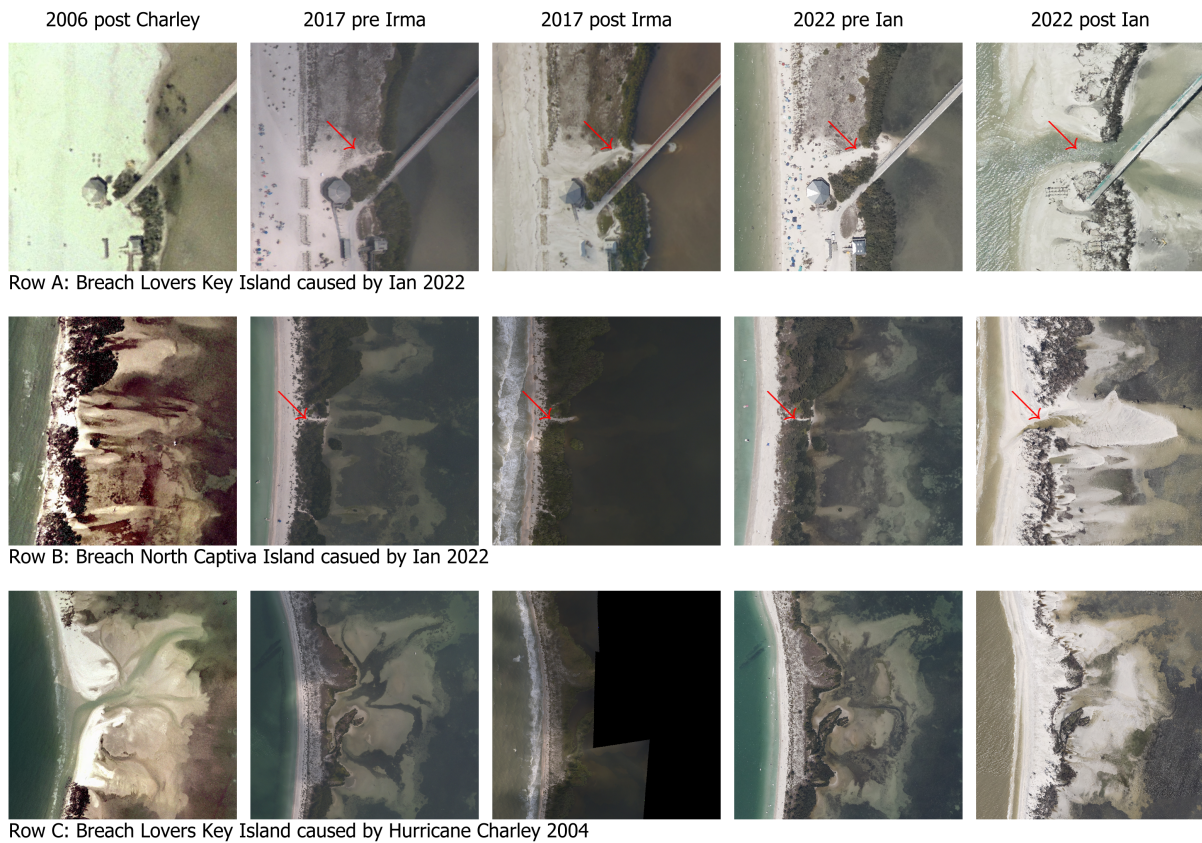 2006 post Charley
2017 pre Irma
2017 post Irma
2022 pre Ian
2022 post Ian
Row A: Breach Lovers Key Island caused by Ian 2022
Row B: Breach North Captiva Island casued by Ian 2022
Row C: Breach Lovers Key Island caused by Hurricane Charley 2004